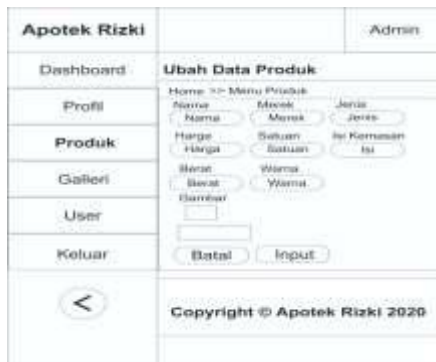 Apotek Rizki
Admin
Dashboard
Profil
Produk
Galleri
User
Keluar
<
Ubah Data Produk
Home >> Menu Produk
Nama Merek Jenis
Nama Merek Jenis
Harga Satuan Isi Kemasan
Harga Satuan Isi
Berat Warna
Berat Warna
Gambar
Batal Input
Copyright © Apotek Rizki 2020